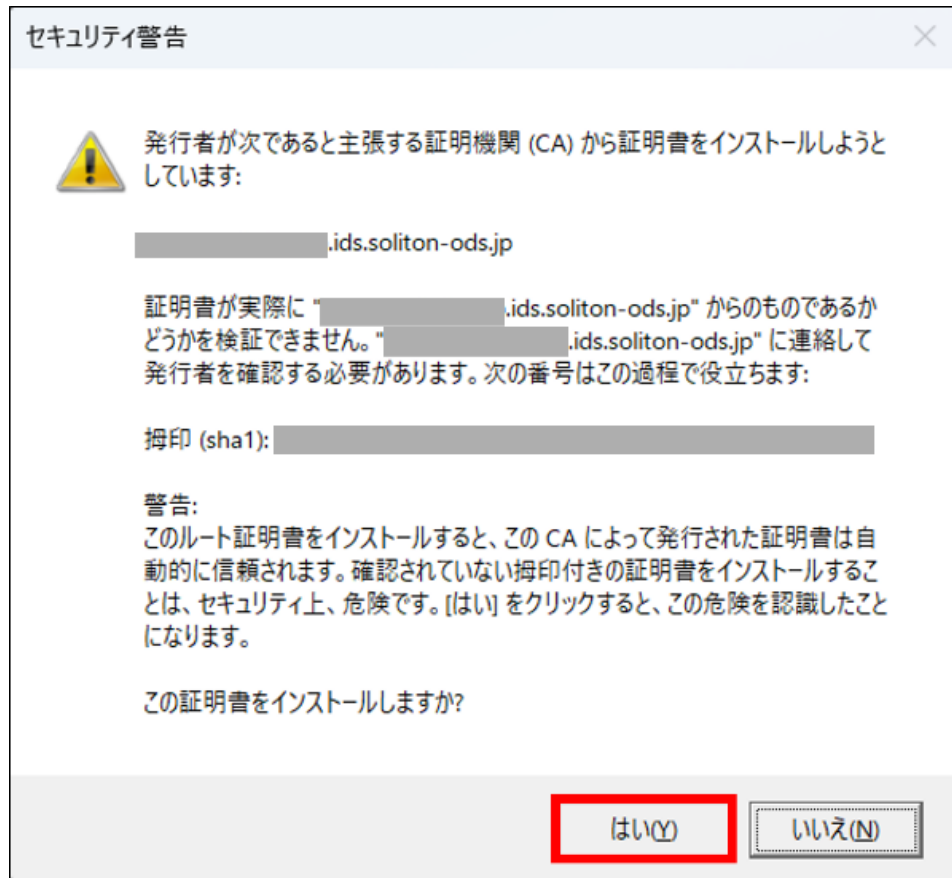 セキュリティ警告
発行者が次であると主張する証明機関 (CA) から証明書をインストールしようと
しています:
.ids.soliton-ods.jp
証明書が実際に " .ids.soliton-ods.jp" からのものであるか
どうかを検証できません。" .ids.soliton-ods.jp" に連絡して
発行者を確認する必要があります。次の番号はこの過程で役立ちます:
拇印 (sha1):
警告:
このルート証明書をインストールすると、この CA によって発行された証明書は自
動的に信頼されます。確認されていない拇印付きの証明書をインストールするこ
とは、セキュリティ上、危険です。[はい] をクリックすると、この危険を認識したこと
になります。
この証明書をインストールしますか?
はい(Y) いいえ(N)